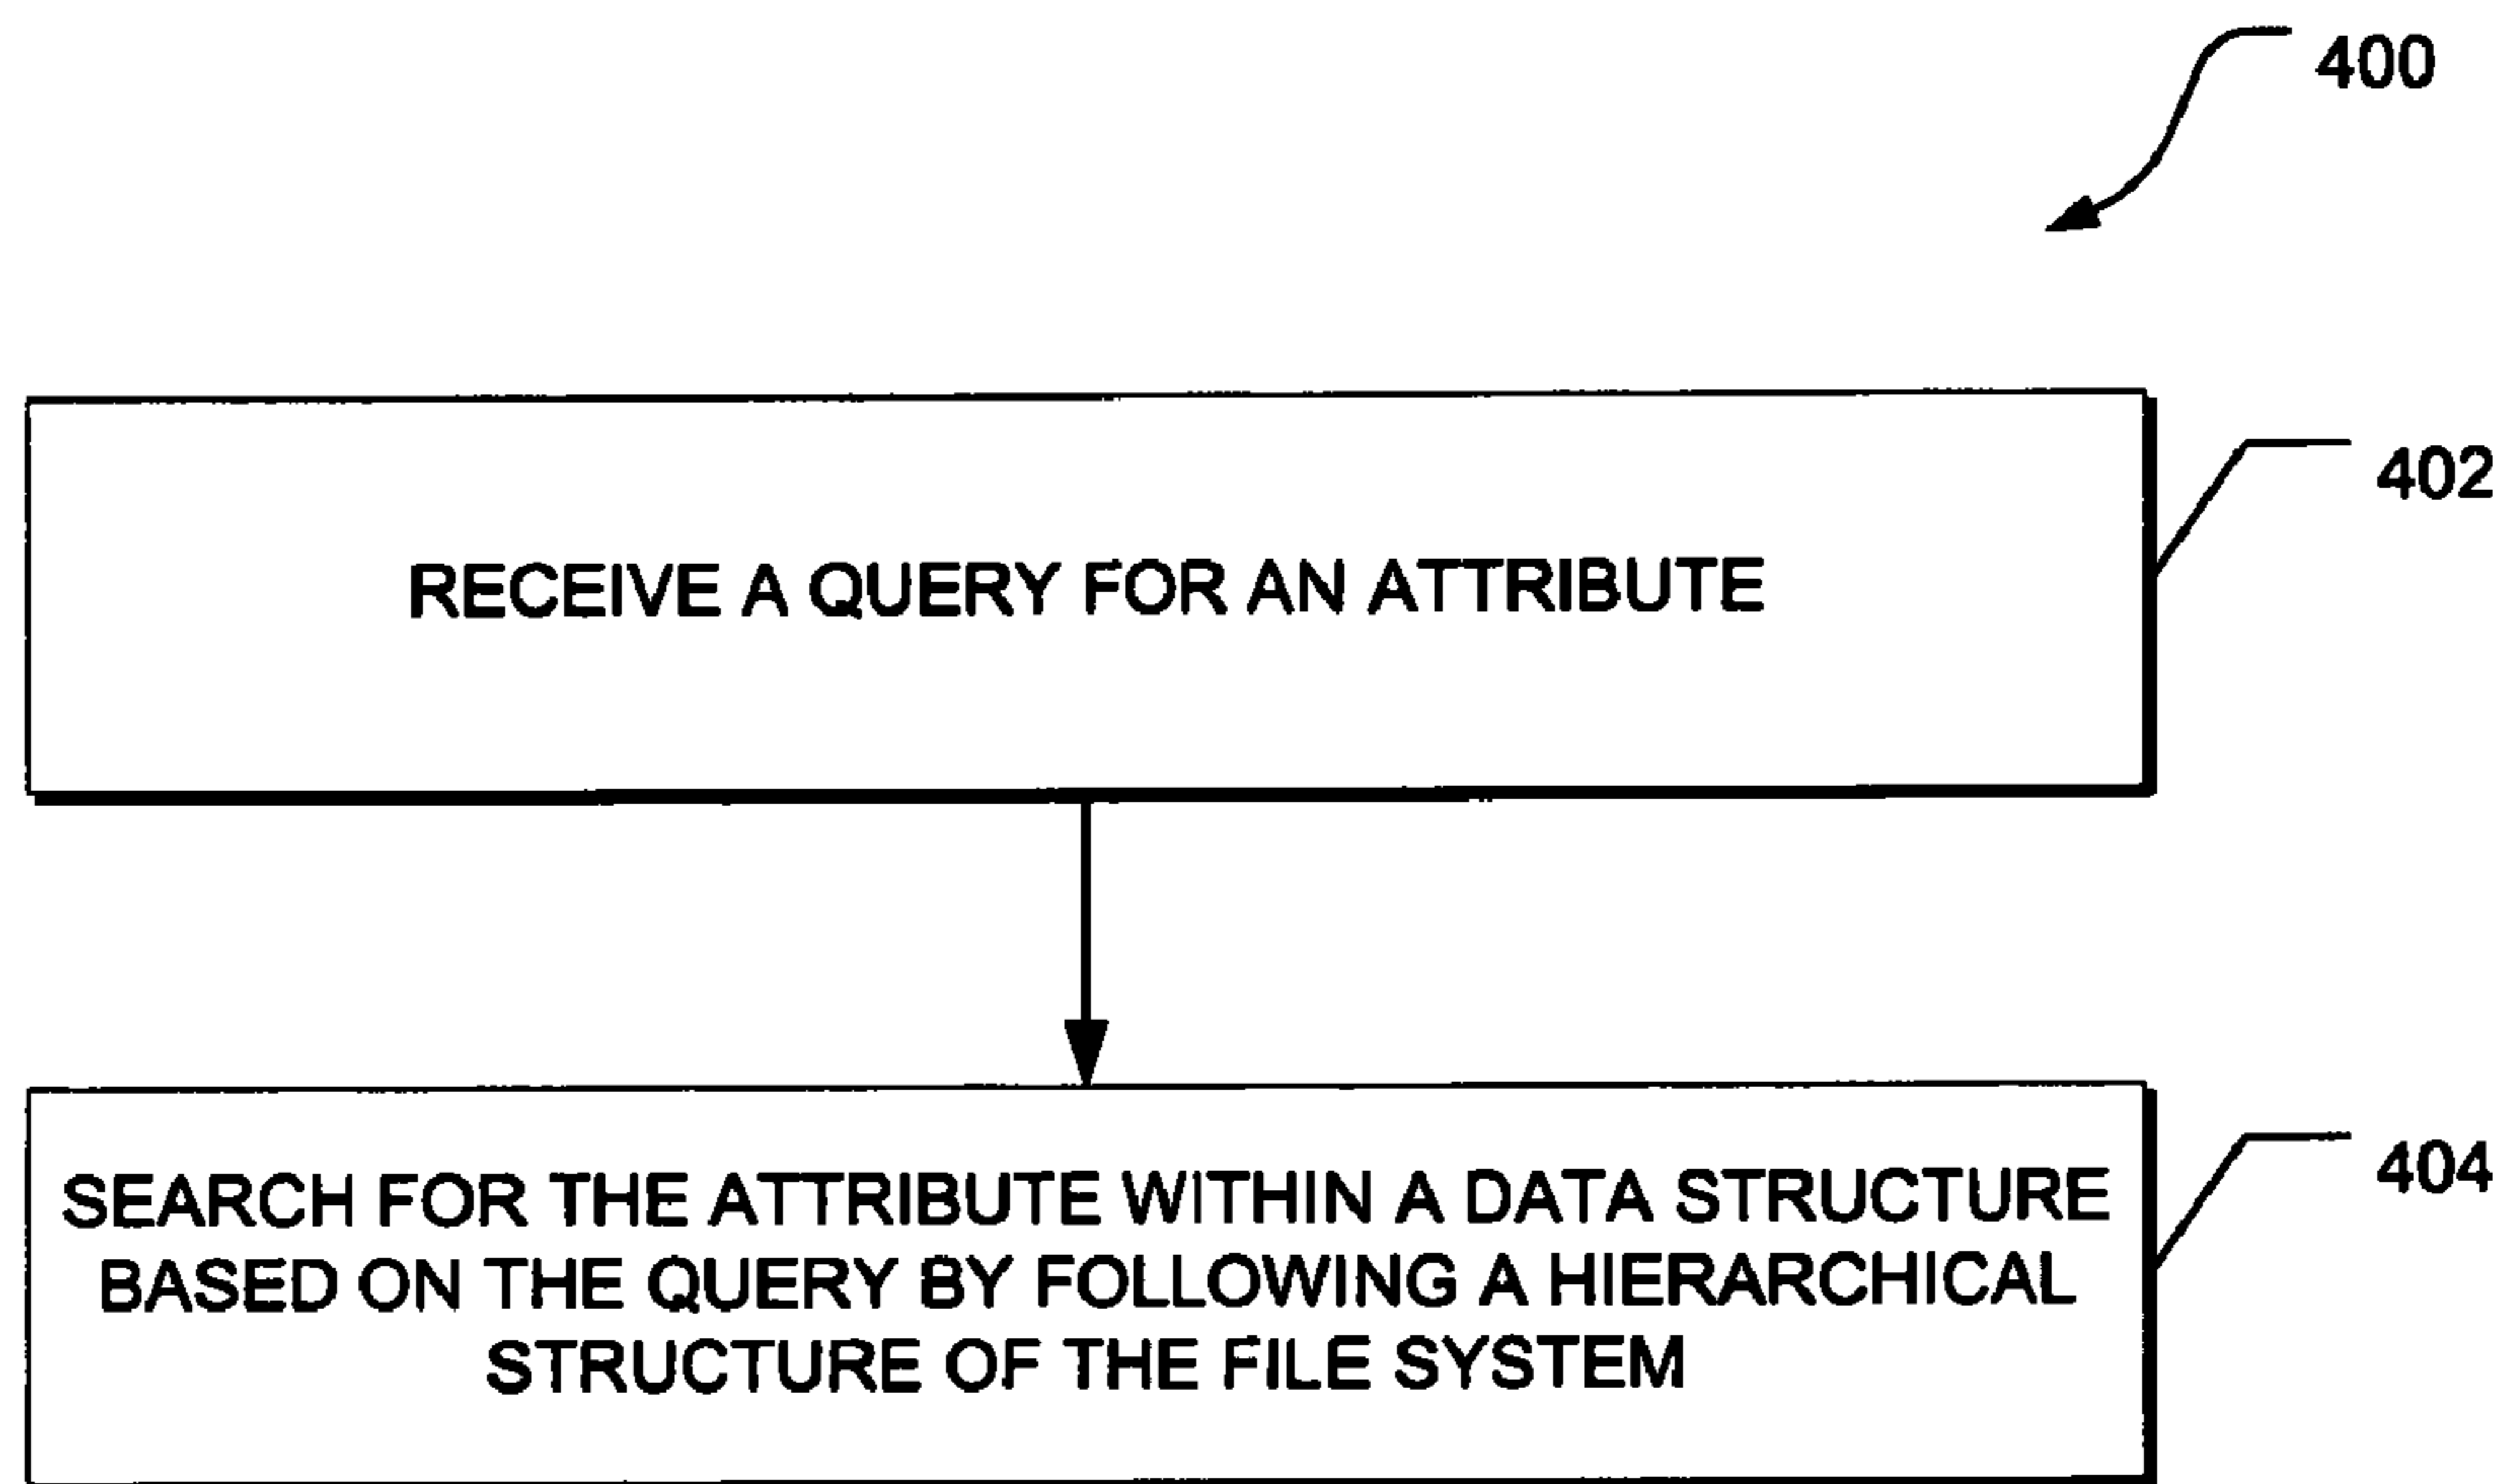 400
402
RECEIVE A QUERY FOR AN ATTRIBUTE
404
SEARCH FOR THE ATTRIBUTE WITHIN A DATA STRUCTURE
BASED ON THE QUERY BY FOLLOWING A HIERARCHICAL
STRUCTURE OF THE FILE SYSTEM